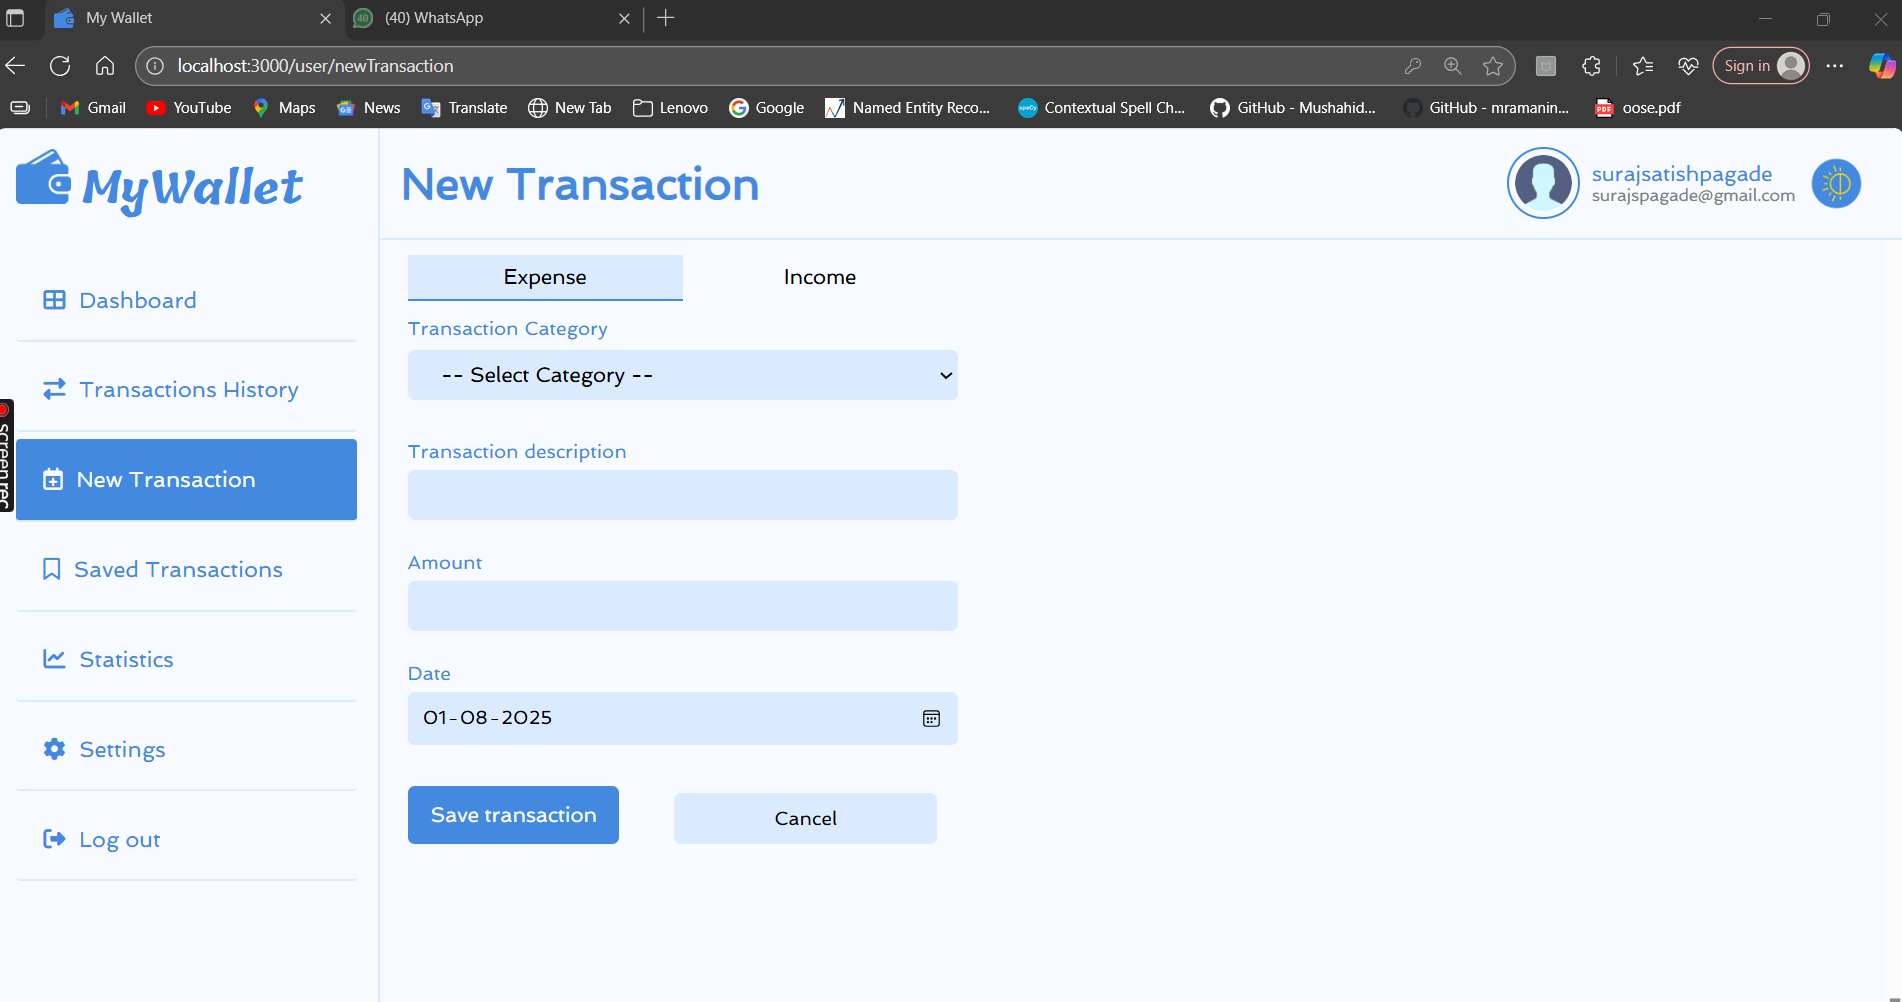 My Wallet
40
(40) WhatsApp
localhost:3000/user/newTransaction
Sign in
Gmail
YouTube
Maps
News
Translate
New Tab
Lenovo
Google
Named Entity Reco...
Contextual Spell Ch...
GitHub - Mushahid...
GitHub - mramanin...
PDF
oose.pdf
MyWallet
New Transaction
surajsatishpagade
surajspagade@gmail.com
Dashboard
Transactions History
New Transaction
Saved Transactions
Statistics
Settings
Log out
screenrec
Expense
Income
Transaction Category
-- Select Category --
Transaction description
Amount
Date
01-08-2025
Save transaction
Cancel